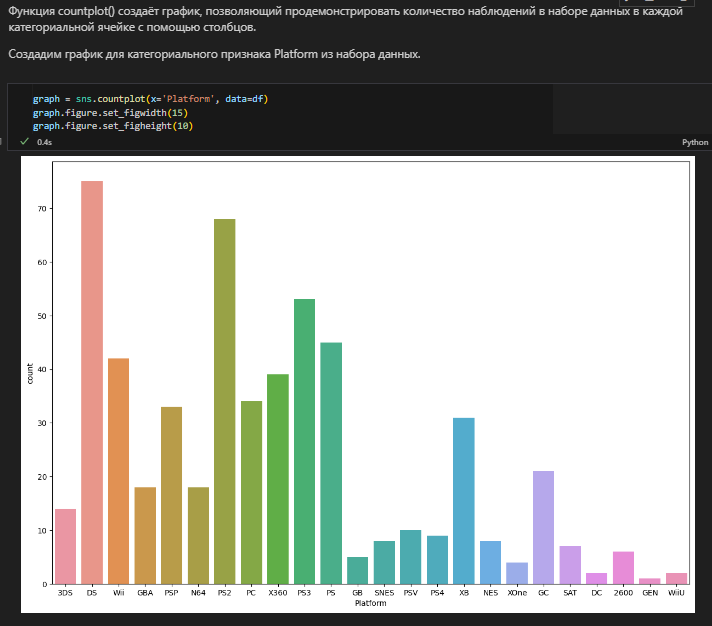 Функция countplot() создаёт график, позволяющий продемонстрировать количество наблюдений в наборе данных в каждой
категориальной ячейке с помощью столбцов.
Создадим график для категориального признака Platform из набора данных.
graph = sns.countplot(x='Platform', data=df)
graph.figure.set_figwidth(15)
graph.figure.set_figheight(10)
0.4s
Python
70
60
50
40
30
20
10
0
count
3DS DS Wii GBA PSP N64 PS2 PC X360 PS3 PS GB SNES PSV PS4 XB NES XOne GC SAT DC 2600 GEN WiiU
Platform